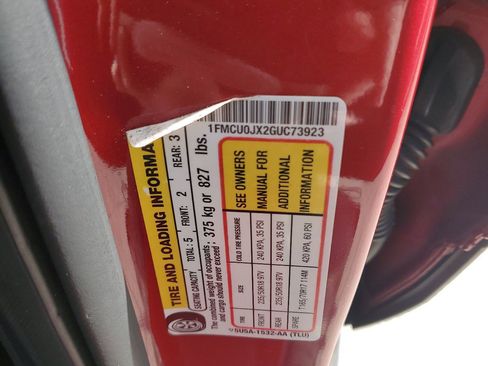 1FMCU0JX2GUC73923
TIRE AND LOADING INFORMA
SEATING CAPACITY TOTAL: 5 FRONT: 2 REAR: 3
The combined weight of occupants
and cargo should never exceed: 375 kg or 827 lbs.
TIRE SIZE COLD TIRE PRESSURE
FRONT 235/50R18 97V 240 KPA, 35 PSI
REAR 235/50R18 97V 240 KPA, 35 PSI
SPARE T165/70R17 114M 420 KPA, 60 PSI
SEE OWNERS
MANUAL FOR
ADDITIONAL
INFORMATION
5U5A-1532-AA (TLU)